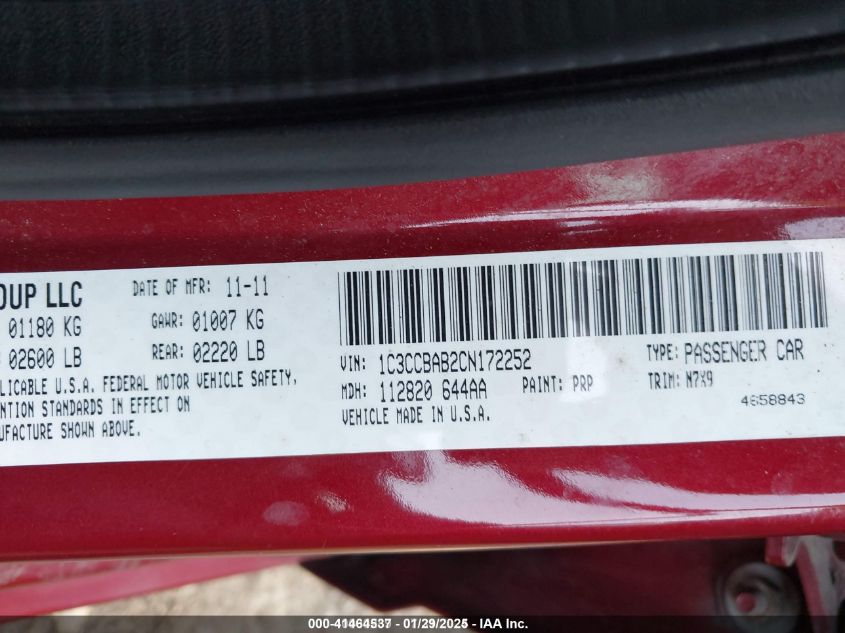 OUP LLC DATE OF MFR: 11-11
01180 KG GAWR: 01007 KG
02600 LB REAR: 02220 LB
PLICABLE U.S.A. FEDERAL MOTOR VEHICLE SAFETY,
NTION STANDARDS IN EFFECT ON
UFACTURE SHOWN ABOVE.
VIN: 1C3CCBAB2CN172252 TYPE: PASSENGER CAR
MDH: 112820 644AA PAINT: PRP TRIM: N7X9
VEHICLE MADE IN U.S.A. 4658843
000-41464537 - 01/29/2025 - IAA, Inc.